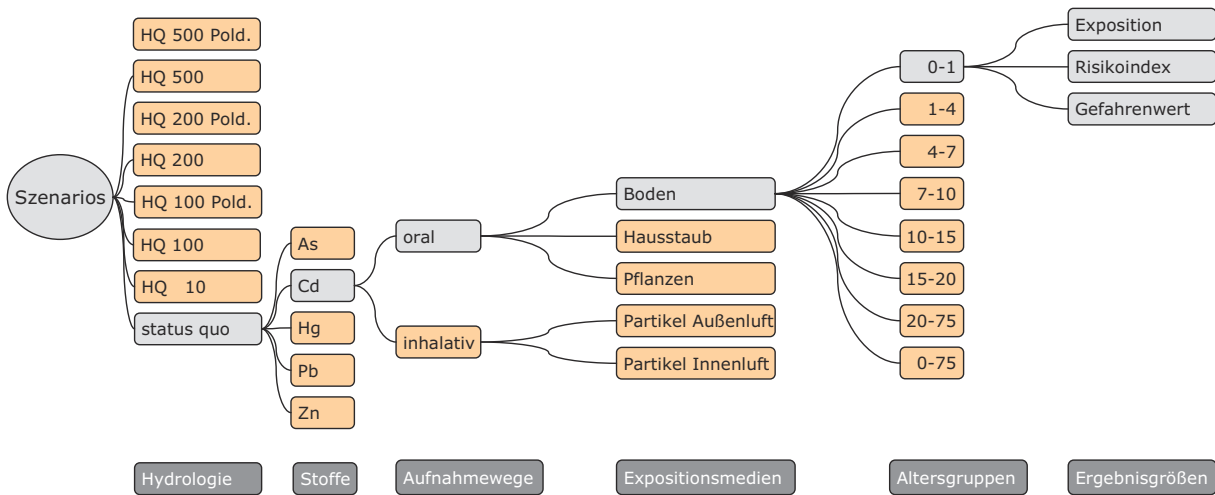 Szenarios
HQ 500 Pold.
HQ 500
HQ 200 Pold.
HQ 200
HQ 100 Pold.
HQ 100
HQ 10
status quo
As
Cd
Hg
Pb
Zn
oral
inhalativ
Boden
Hausstaub
Pflanzen
Partikel Außenluft
Partikel Innenluft
0-1
1-4
4-7
7-10
10-15
15-20
20-75
0-75
Exposition
Risikoindex
Gefahrenwert
Hydrologie
Stoffe
Aufnahmewege
Expositionsmedien
Altersgruppen
Ergebnisgrößen